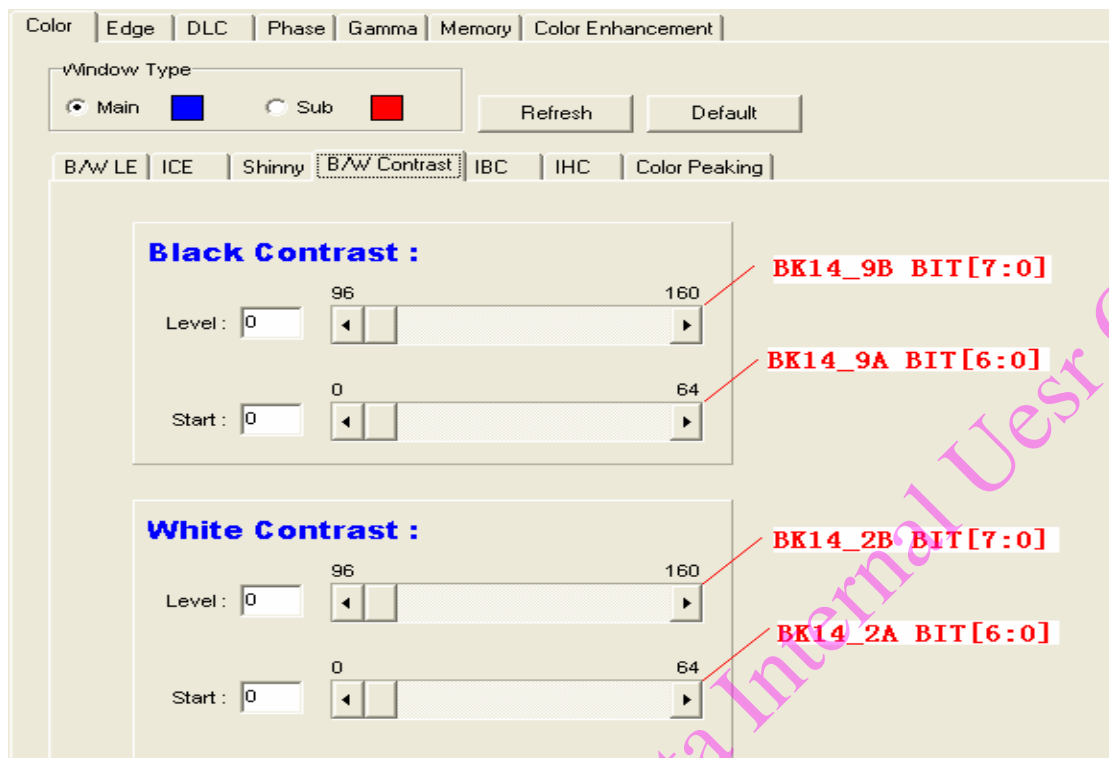 Color Edge DLC Phase Gamma Memory Color Enhancement
Window Type
Main Sub Refresh Default
B/W LE ICE Shinny B/W Contrast IBC IHC Color Peaking
Black Contrast :
BK14_9B BIT[7:0]
96 160
Level : 0
BK14_9A BIT[6:0]
0 64
Start : 0
White Contrast :
BK14_2B BIT[7:0]
96 160
Level : 0
BK14_2A BIT[6:0]
0 64
Start : 0
Internal Uesr